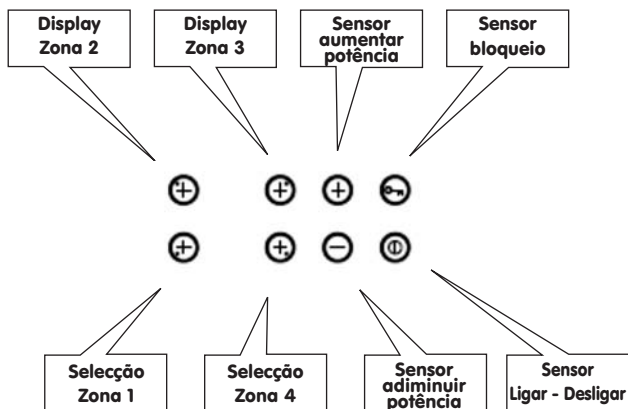 Display
Zona 2
Display
Zona 3
Sensor
aumentar
potência
Sensor
bloqueio
Selecção
Zona 1
Selecção
Zona 4
Sensor
adiminuir
potência
Sensor
Ligar - Desligar